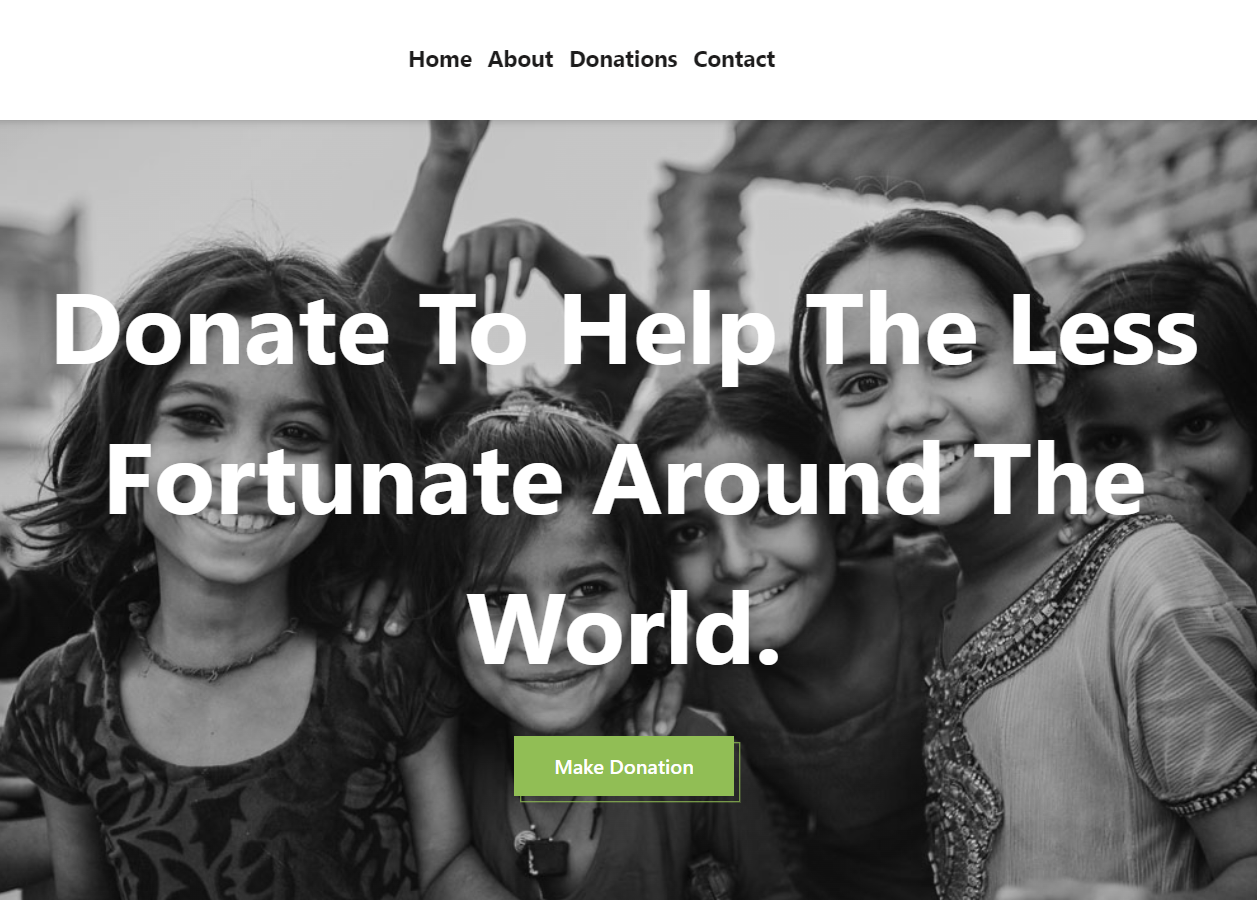 Home About Donations Contact
Donate To Help The Less
Fortunate Around The
World.
Make Donation